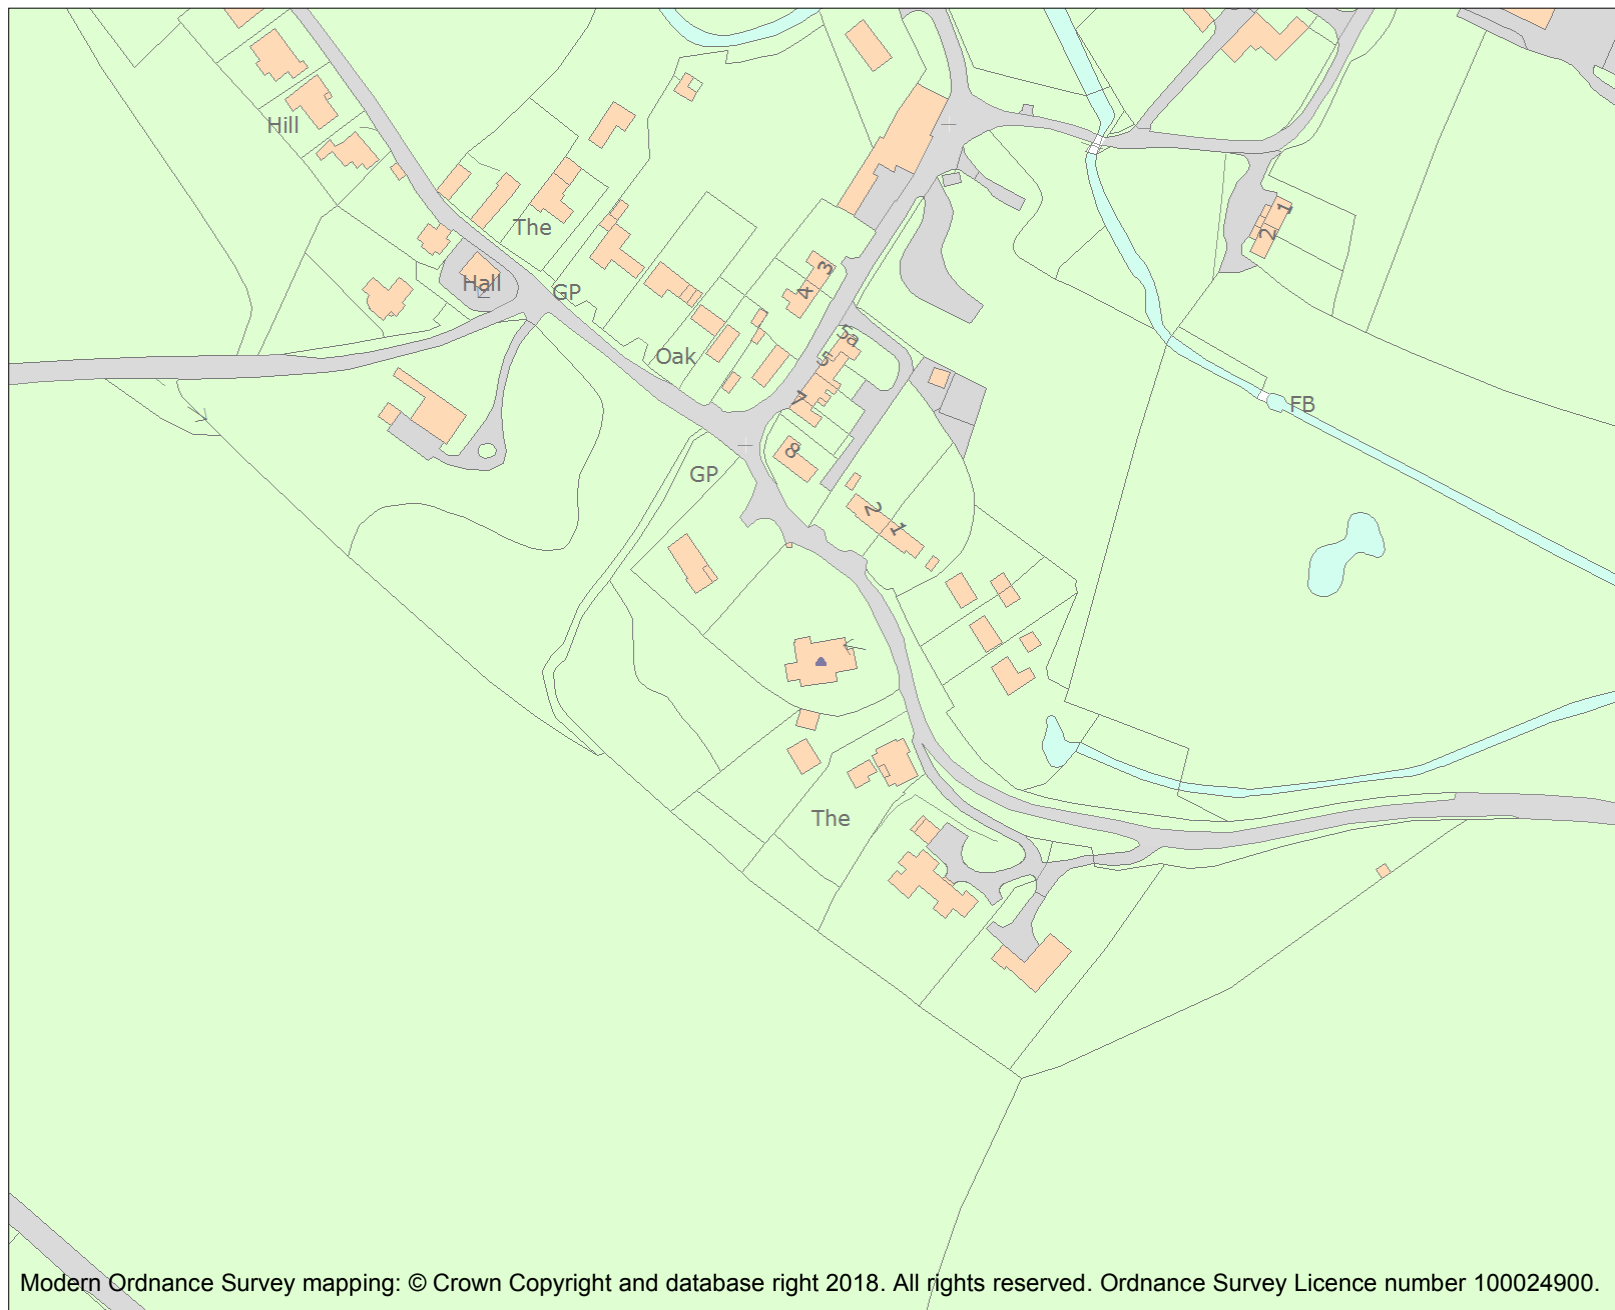 Hill
1
2
The
Hall
GP
3
4
Oak
5a
5
7
FB
8
GP
2
1
The
Modern Ordnance Survey mapping: © Crown Copyright and database right 2018. All rights reserved. Ordnance Survey Licence number 100024900.